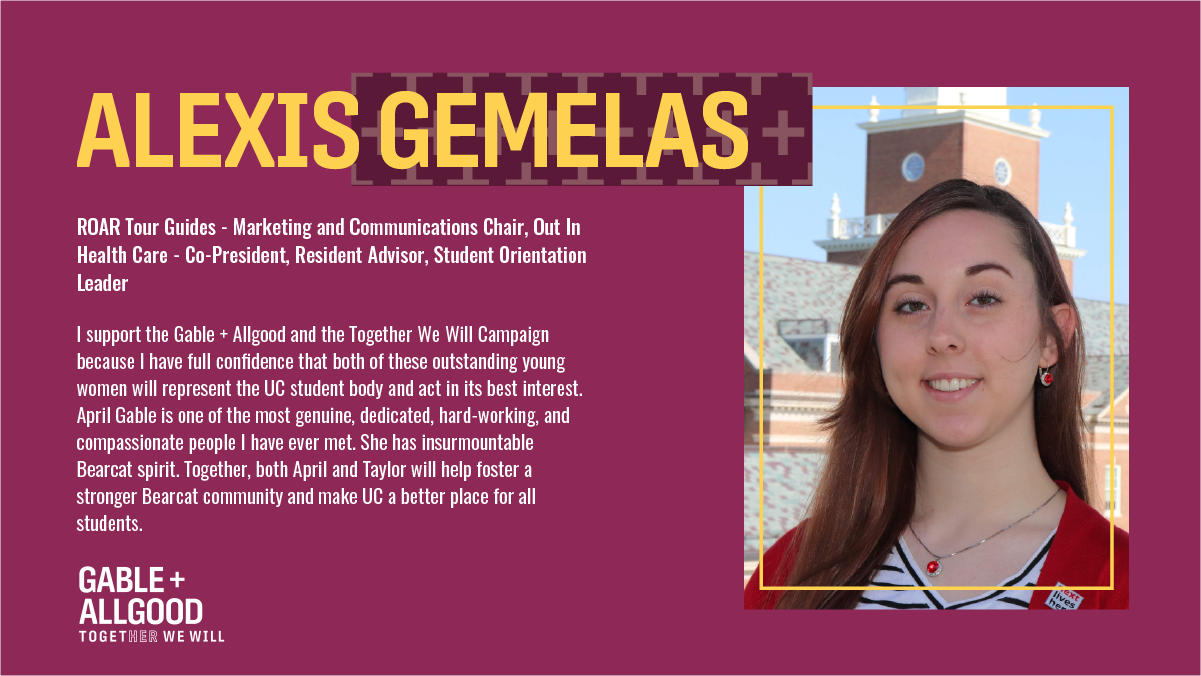 ALEXIS GEMELAS
ROAR Tour Guides - Marketing and Communications Chair, Out In
Health Care - Co-President, Resident Advisor, Student Orientation
Leader
I support the Gable + Allgood and the Together We Will Campaign
because I have full confidence that both of these outstanding young
women will represent the UC student body and act in its best interest.
April Gable is one of the most genuine, dedicated, hard-working, and
compassionate people I have ever met. She has insurmountable
Bearcat spirit. Together, both April and Taylor will help foster a
stronger Bearcat community and make UC a better place for all
students.
GABLE +
ALLGOOD
TOGETHER WE WILL
lives